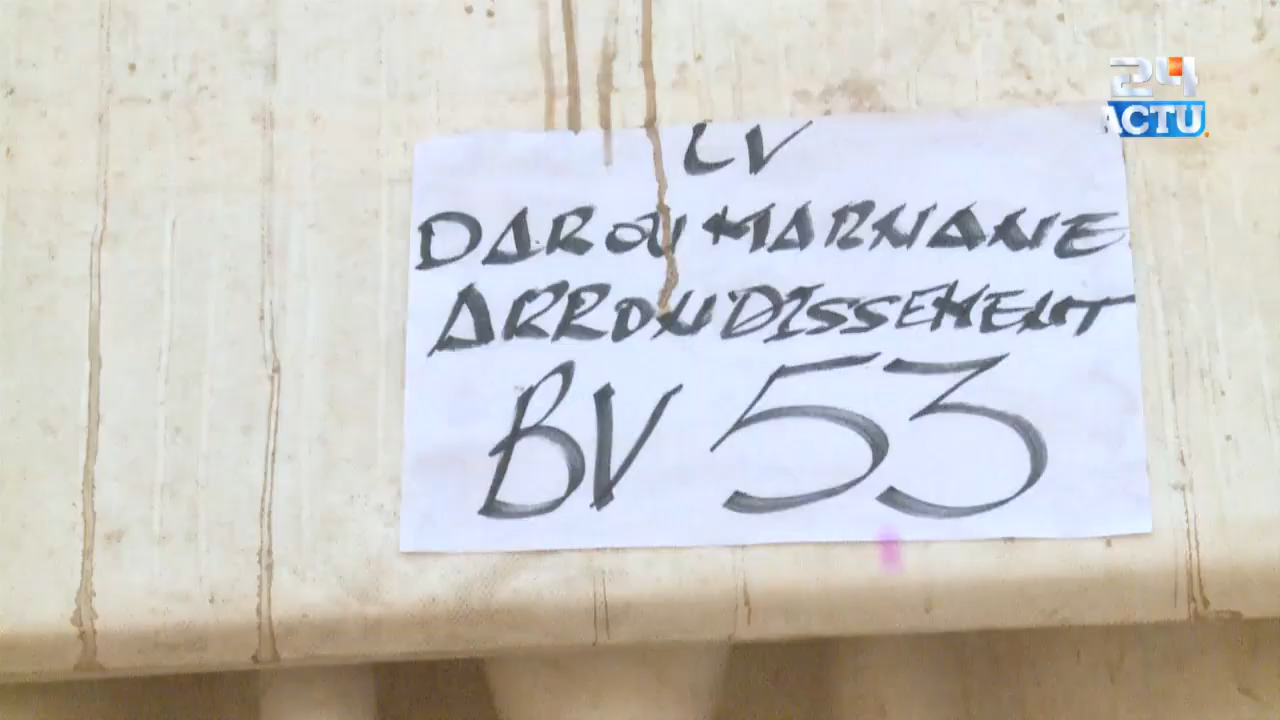 24
ACTU
LV
DAROU MARNANE
ARRONDISSEMENT
BV 53